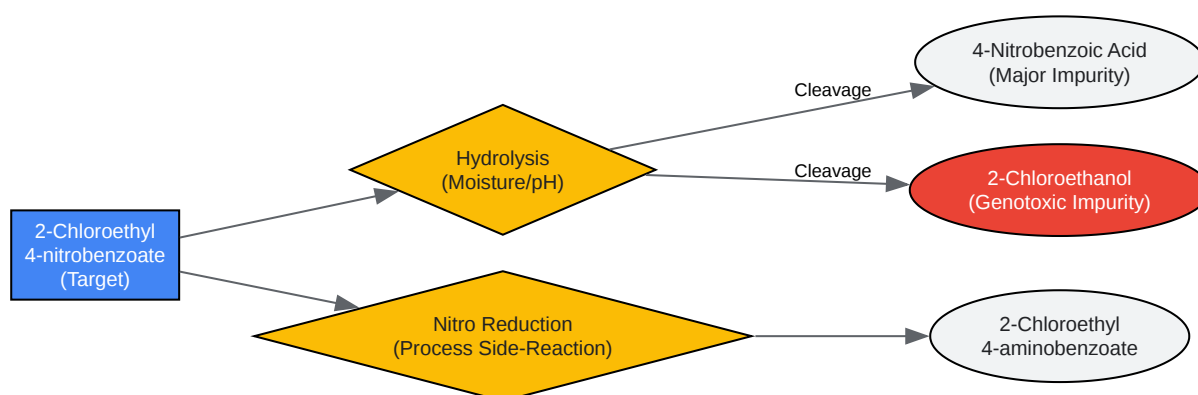 4-Nitrobenzoic Acid
(Major Impurity)
Cleavage
Hydrolysis
(Moisture/pH)
Cleavage
2-Chloroethanol
(Genotoxic Impurity)
2-Chloroethyl
4-nitrobenzoate
(Target)
Nitro Reduction
(Process Side-Reaction)
2-Chloroethyl
4-aminobenzoate